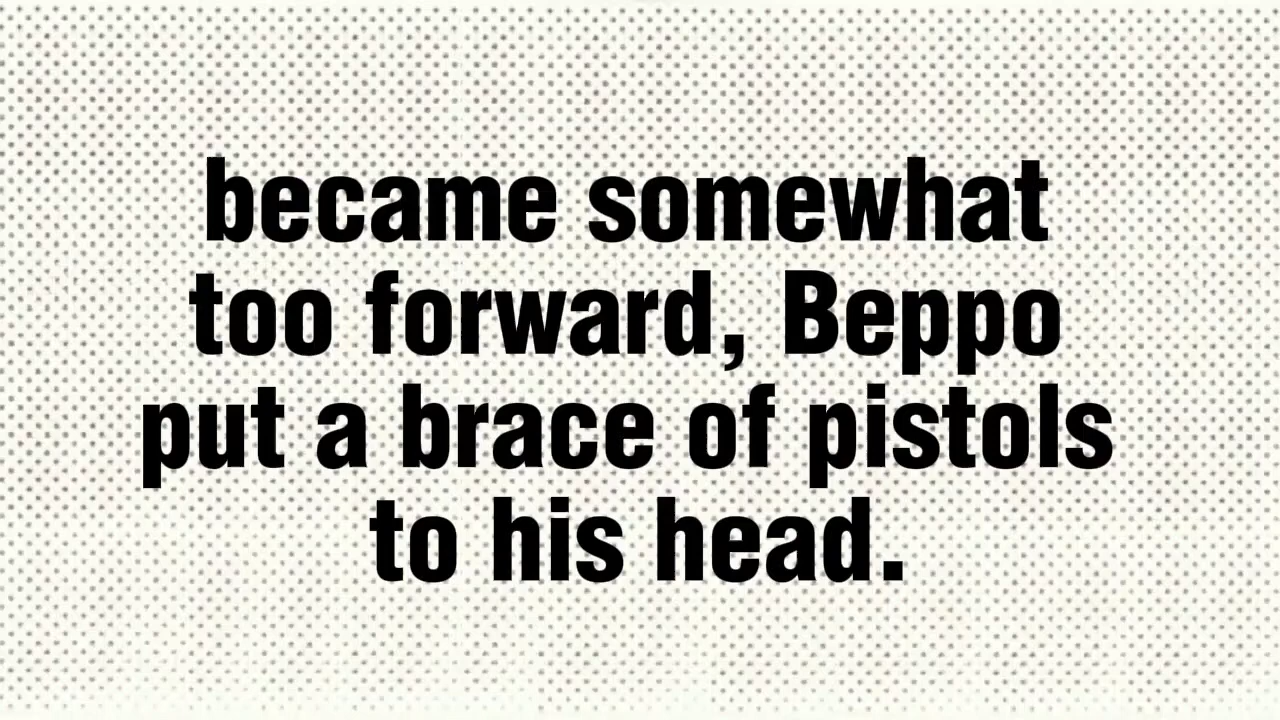 became somewhat
too forward, Beppo
put a brace of pistols
to his head.